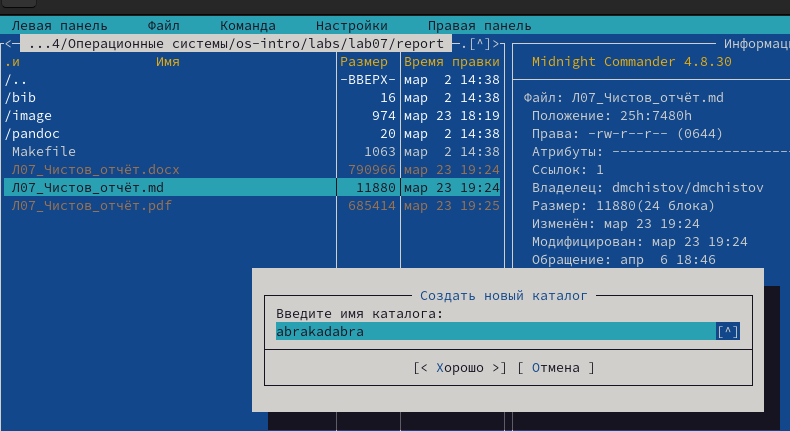 Левая панель Файл Команда Настройки Правая панель
<— ...4/Операционные системы/os-intro/labs/lab07/report —.[^]>
.и Имя Размер Время правки
/.. -ВВЕРХ- мар 2 14:38
/bib 16 мар 2 14:38
/image 974 мар 23 18:19
/pandoc 20 мар 2 14:38
Makefile 1063 мар 2 14:38
Л07_Чистов_отчёт.docx 790966 мар 23 19:24
Л07_Чистов_отчёт.md 11880 мар 23 19:24
Л07_Чистов_отчёт.pdf 685414 мар 23 19:25
Информац
Midnight Commander 4.8.30
Файл: Л07_Чистов_отчёт.md
Положение: 25h:7480h
Права: -rw-r--r-- (0644)
Атрибуты: ----------------------
Ссылок: 1
Владелец: dmchistov/dmchistov
Размер: 11880(24 блока)
Изменён: мар 23 19:24
Модифицирован: мар 23 19:24
Обращение: апр 6 18:46
Создать новый каталог
Введите имя каталога:
abrakadabra [^]
[< Хорошо >] [ Отмена ]